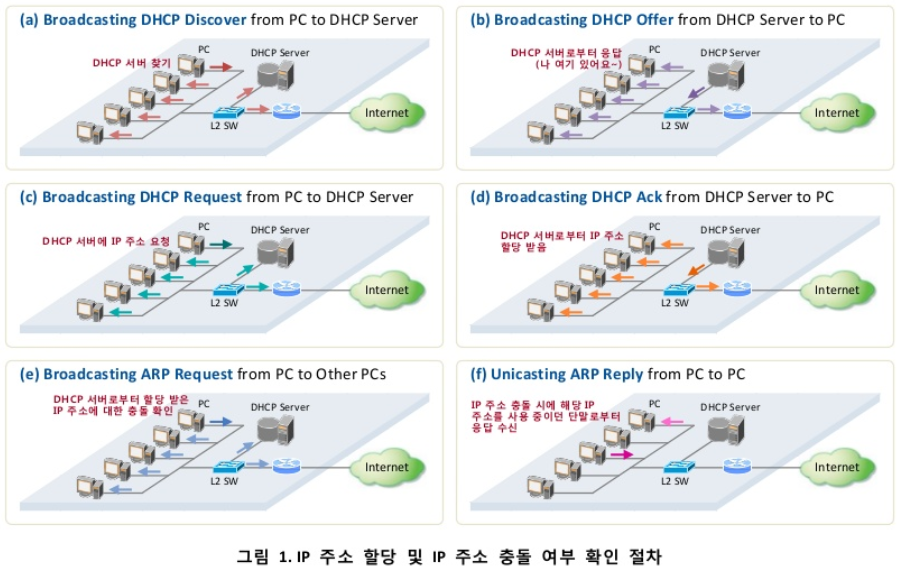 (a) Broadcasting DHCP Discover from PC to DHCP Server
DHCP 서버 찾기
PC
DHCP Server
L2 SW
Internet
(b) Broadcasting DHCP Offer from DHCP Server to PC
DHCP 서버로부터 응답
(나 여기 있어요~)
PC
DHCP Server
L2 SW
Internet
(c) Broadcasting DHCP Request from PC to DHCP Server
DHCP 서버에 IP 주소 요청
PC
DHCP Server
L2 SW
Internet
(d) Broadcasting DHCP Ack from DHCP Server to PC
DHCP 서버로부터 IP 주소
할당 받음
PC
DHCP Server
L2 SW
Internet
(e) Broadcasting ARP Request from PC to Other PCs
DHCP 서버로부터 할당 받은
IP 주소에 대한 충돌 확인
PC
DHCP Server
L2 SW
Internet
(f) Unicasting ARP Reply from PC to PC
IP 주소 충돌 시에 해당 IP
주소를 사용 중이던 단말로부터
응답 수신
PC
DHCP Server
L2 SW
Internet
그림 1. IP 주소 할당 및 IP 주소 충돌 여부 확인 절차